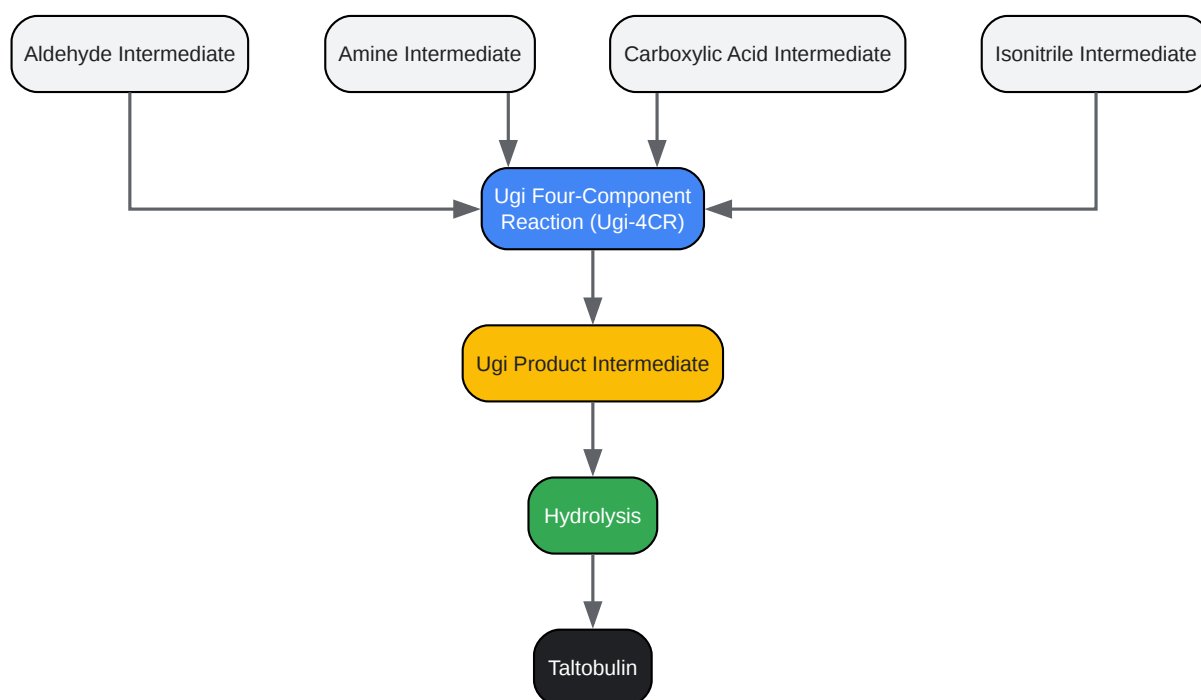 Aldehyde Intermediate
Amine Intermediate
Carboxylic Acid Intermediate
Isonitrile Intermediate
Ugi Four-Component
Reaction (Ugi-4CR)
Ugi Product Intermediate
Hydrolysis
Taltobulin